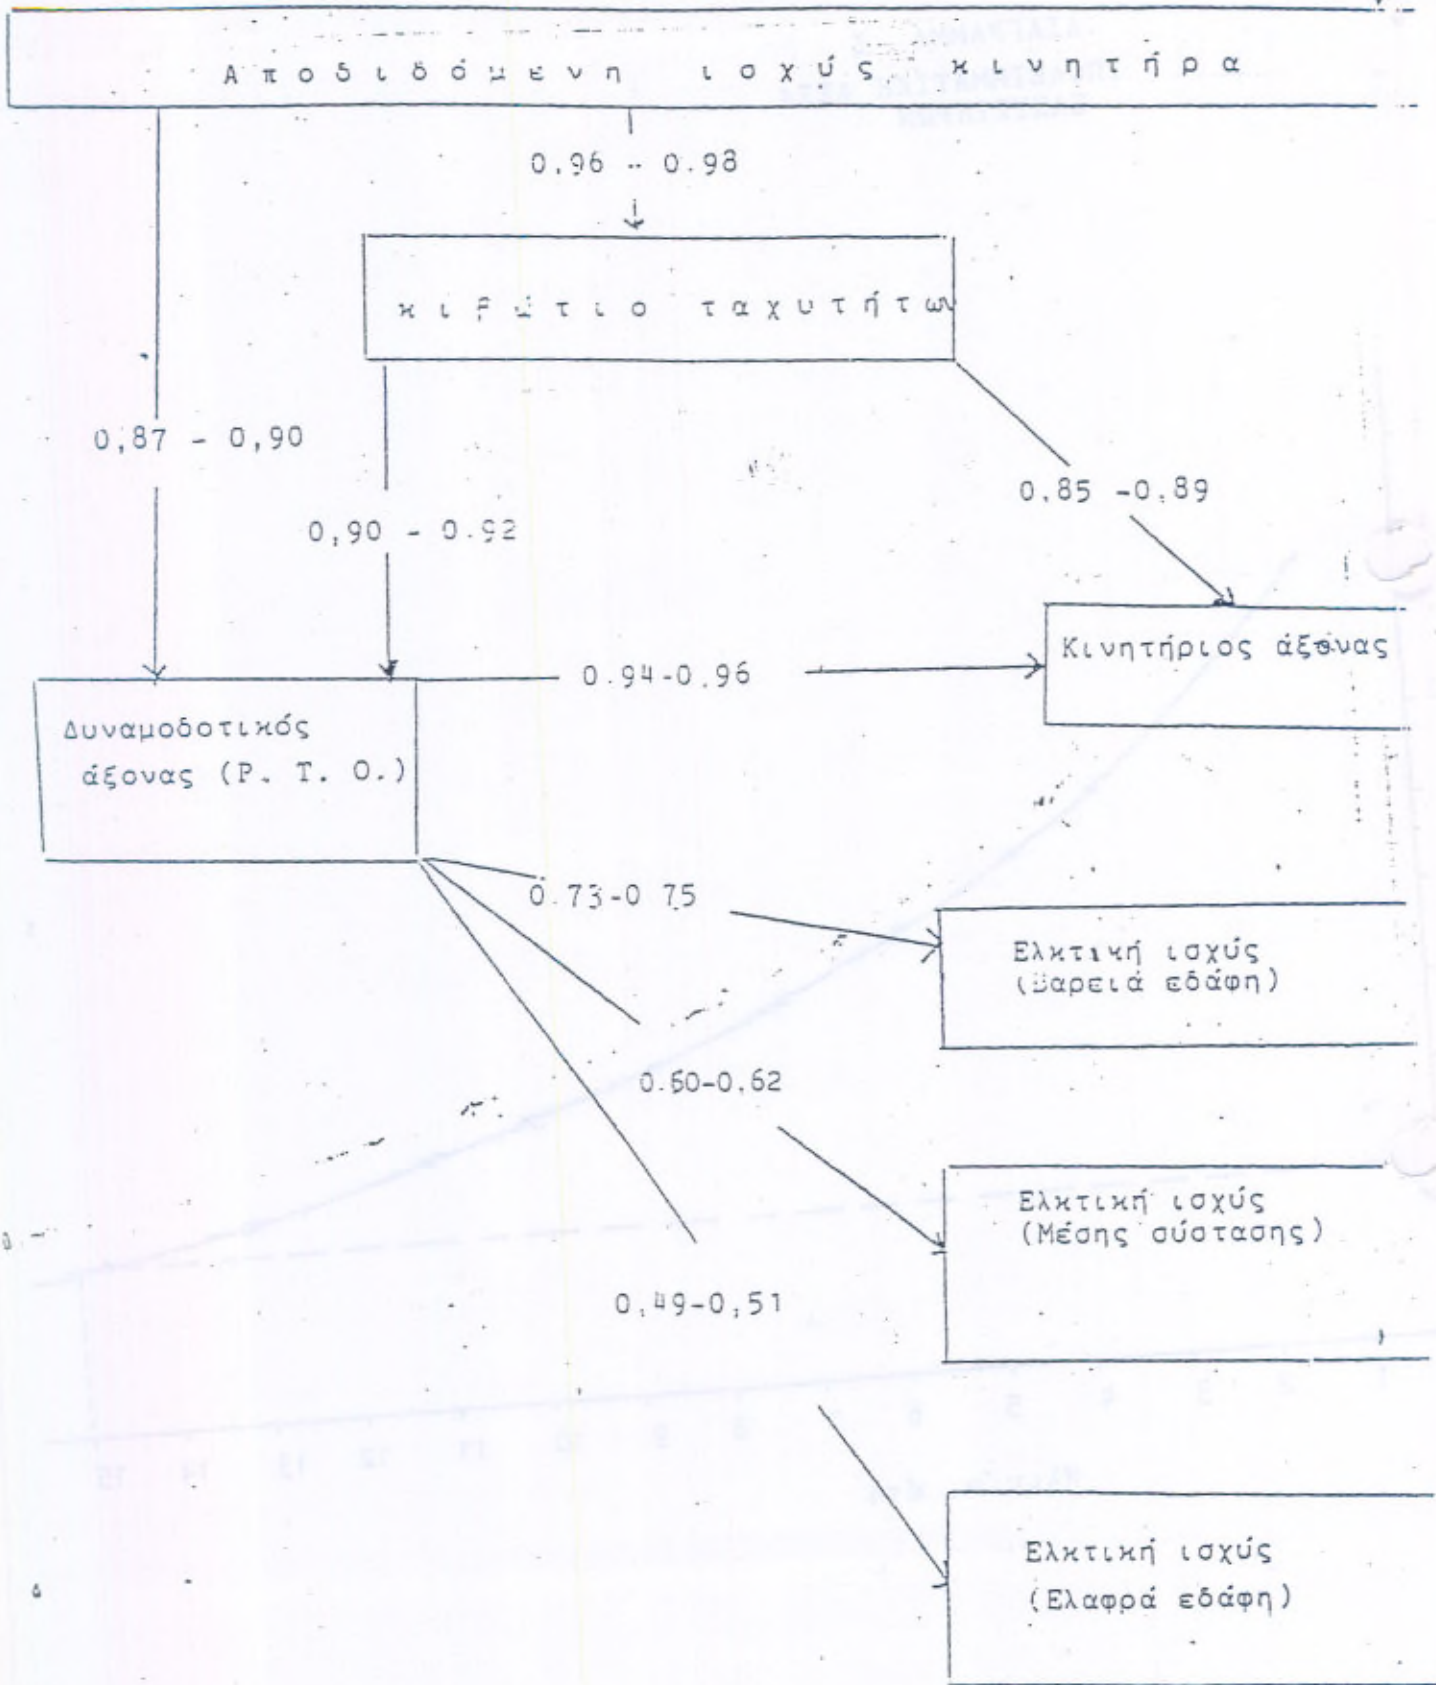 Αποδιδόμενη ισχύς κινητήρα
0,96 - 0.98
κιβώτιο ταχυτήτων
0,87 - 0,90
0,90 - 0.92
0,85 -0,89
Κινητήριος άξονας
0.94-0.96
Δυναμοδοτικός
άξονας (P. T. O.)
0.73-0 75
Ελκτική ισχύς
(Βαρειά εδάφη)
0.60-0,62
Ελκτική ισχύς
(Μέσης σύστασης)
0,49-0,51
Ελκτική ισχύς
(Ελαφρά εδάφη)